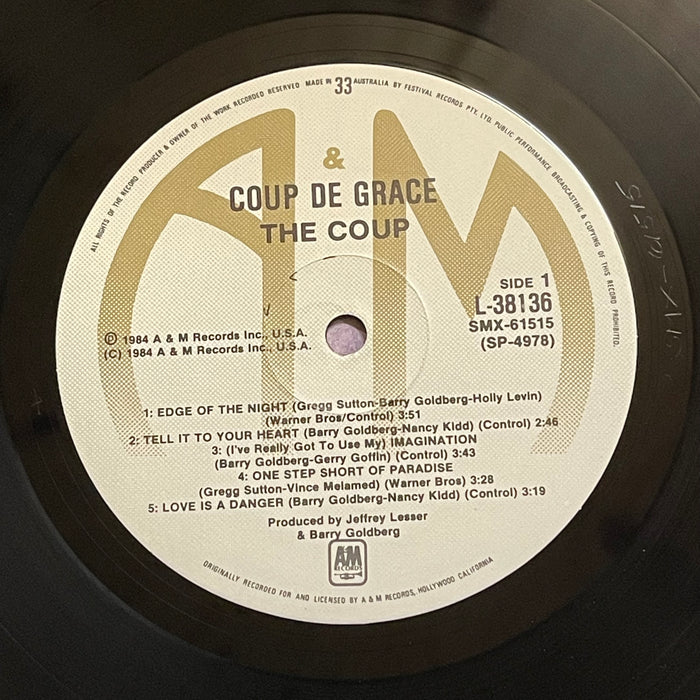 ALL RIGHTS OF THE RECORD PRODUCER & OWNER OF THE WORK RECORDED RESERVED MADE IN 33 AUSTRALIA BY FESTIVAL RECORDS PTY. LTD. PUBLIC PERFORMANCE BROADCASTING & COPYING OF THIS RECORD PROHIBITED.
A & M
COUP DE GRACE
THE COUP
SIDE 1
L-38136
SMX-61515
(SP-4978)
Ⓟ 1984 A & M Records Inc., U.S.A.
(C) 1984 A & M Records Inc., U.S.A.
1: EDGE OF THE NIGHT (Gregg Sutton-Barry Goldberg-Holly Levin)
(Warner Bros/Control) 3:51
2: TELL IT TO YOUR HEART (Barry Goldberg-Nancy Kidd) (Control) 2:46
3: (I've Really Got To Use My) IMAGINATION
(Barry Goldberg-Gerry Goffin) (Control) 3:43
4: ONE STEP SHORT OF PARADISE
(Gregg Sutton-Vince Melamed) (Warner Bros) 3:28
5: LOVE IS A DANGER (Barry Goldberg-Nancy Kidd) (Control) 3:19
Produced by Jeffrey Lesser
& Barry Goldberg
A&M
RECORDS
ORIGINALLY RECORDED FOR AND LICENSED BY A & M RECORDS, HOLLYWOOD CALIFORNIA